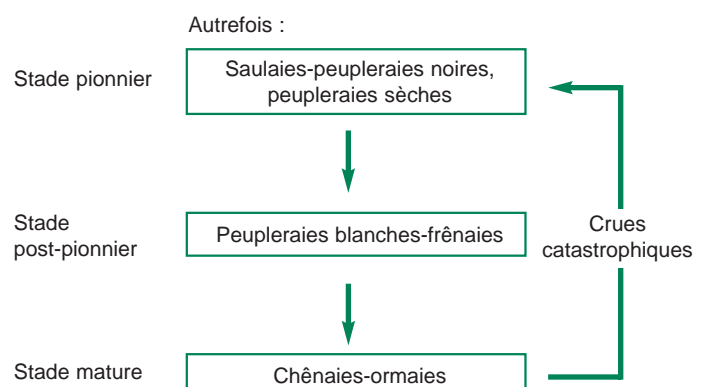 Autrefois :
Stade pionnier
Saulaies-peupleraies noires,
peupleraies sèches
Stade
post-pionnier
Peupleraies blanches-frênaies
Crues
catastrophiques
Stade mature
Chênaies-ormaies